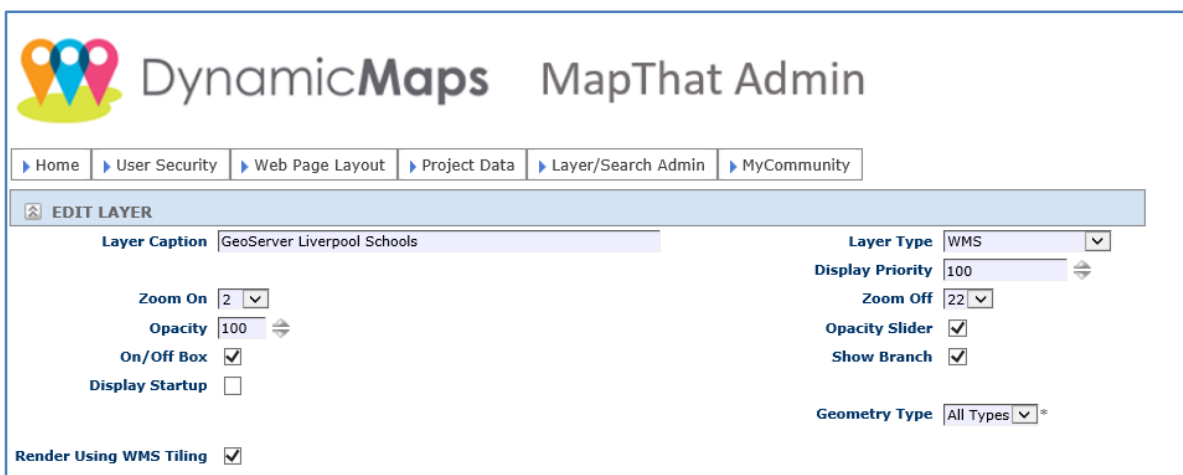 DynamicMaps MapThat Admin
Home User Security Web Page Layout Project Data Layer/Search Admin MyCommunity
EDIT LAYER
Layer Caption GeoServer Liverpool Schools Layer Type WMS
Display Priority 100
Zoom On 2 Zoom Off 22
Opacity 100 Opacity Slider
On/Off Box Show Branch
Display Startup
Geometry Type All Types *
Render Using WMS Tiling